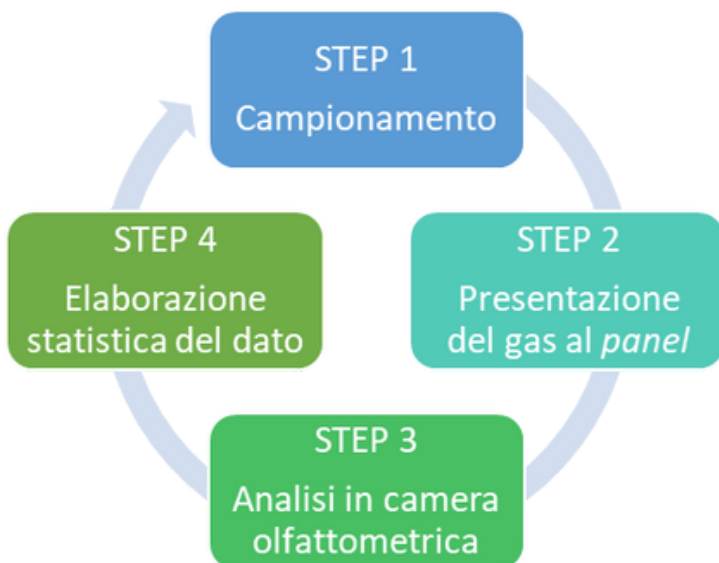 STEP 1
Campionamento
STEP 2
Presentazione
del gas al panel
STEP 3
Analisi in camera
olfattometrica
STEP 4
Elaborazione
statistica del dato